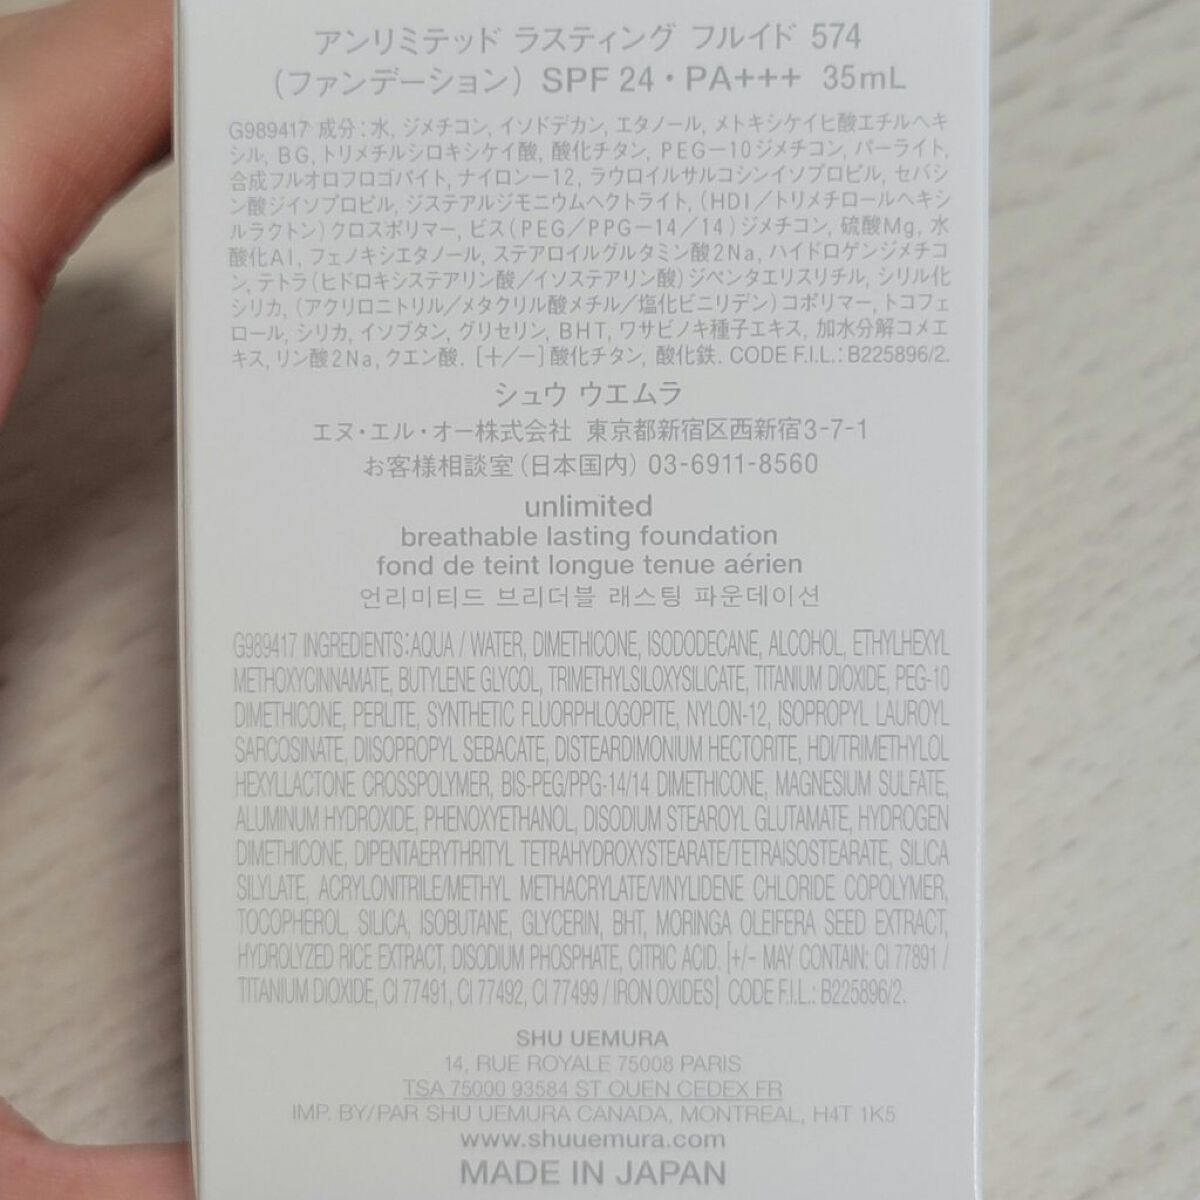 アンリミテッド ラスティング フルイド 574
(ファンデーション) SPF 24・PA+++ 35mL
G989417 成分:水, ジメチコン, イソドデカン, エタノール, メトキシケイヒ酸エチルヘキ
シル, BG, トリメチルシロキシケイ酸, 酸化チタン, PEG-10ジメチコン, パーライト,
合成フルオロフロゴパイト, ナイロン-12, ラウロイルサルコシンイソプロピル, セバシ
ン酸ジイソプロピル, ジステアルジモニウムヘクトライト, (HDI/トリメチロールヘキシ
ルラクトン)クロスポリマー, ビス(PEG/PPG-14/14)ジメチコン, 硫酸Mg, 水
酸化Al, フェノキシエタノール, ステアロイルグルタミン酸2Na, ハイドロゲンジメチコ
ン, テトラ(ヒドロキシステアリン酸/イソステアリン酸)ジペンタエリスリチル, シリル化
シリカ, (アクリロニトリル/メタクリル酸メチル/塩化ビニリデン)コポリマー, トコフェ
ロール, シリカ, イソブタン, グリセリン, BHT, ワサビノキ種子エキス, 加水分解コメエ
キス, リン酸2Na, クエン酸. [+/-]酸化チタン, 酸化鉄. CODE F.I.L.: B225896/2.
シュウ ウエムラ
エヌ・エル・オー株式会社 東京都新宿区西新宿3-7-1
お客様相談室(日本国内) 03-6911-8560
unlimited
breathable lasting foundation
fond de teint longue tenue aérien
언리미티드 브리더블 래스팅 파운데이션
G989417 INGREDIENTS: AQUA / WATER, DIMETHICONE, ISODODECANE, ALCOHOL, ETHYLHEXYL
METHOXYCINNAMATE, BUTYLENE GLYCOL, TRIMETHYLSILOXYSILICATE, TITANIUM DIOXIDE, PEG-10
DIMETHICONE, PERLITE, SYNTHETIC FLUORPHLOGOPITE, NYLON-12, ISOPROPYL LAUROYL
SARCOSINATE, DIISOPROPYL SEBACATE, DISTEARDIMONIUM HECTORITE, HDI/TRIMETHYLOL
HEXYLLACTONE CROSSPOLYMER, BIS-PEG/PPG-14/14 DIMETHICONE, MAGNESIUM SULFATE,
ALUMINUM HYDROXIDE, PHENOXYETHANOL, DISODIUM STEAROYL GLUTAMATE, HYDROGEN
DIMETHICONE, DIPENTAERYTHRITYL TETRAHYDROXYSTEARATE/TETRAISOSTEARATE, SILICA
SILYLATE, ACRYLONITRILE/METHYL METHACRYLATE/VINYLIDENE CHLORIDE COPOLYMER,
TOCOPHEROL, SILICA, ISOBUTANE, GLYCERIN, BHT, MORINGA OLEIFERA SEED EXTRACT,
HYDROLYZED RICE EXTRACT, DISODIUM PHOSPHATE, CITRIC ACID. [+/- MAY CONTAIN: CI 77891 /
TITANIUM DIOXIDE, CI 77491, CI 77492, CI 77499 / IRON OXIDES] CODE F.I.L.: B225896/2.
SHU UEMURA
14, RUE ROYALE 75008 PARIS
TSA 75000 93584 ST OUEN CEDEX FR
IMP. BY/PAR SHU UEMURA CANADA, MONTREAL, H4T 1K5
www.shuuemura.com
MADE IN JAPAN